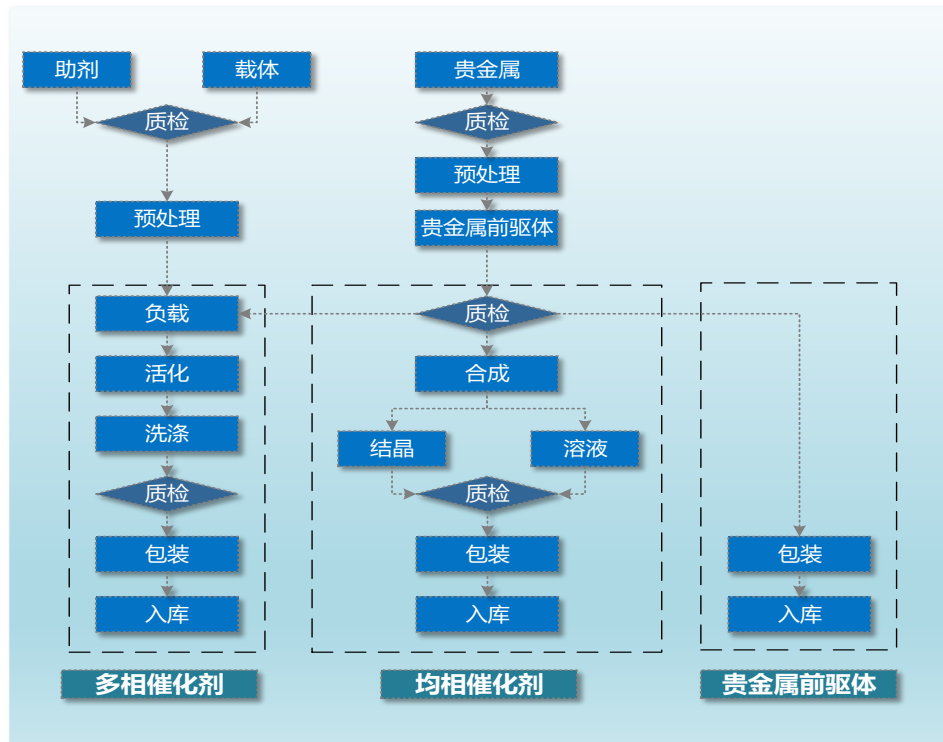 助剂
载体
贵金属
质检
质检
预处理
预处理
贵金属前驱体
负载
质检
活化
合成
洗涤
结晶
溶液
质检
质检
包装
包装
包装
入库
入库
入库
多相催化剂
均相催化剂
贵金属前驱体